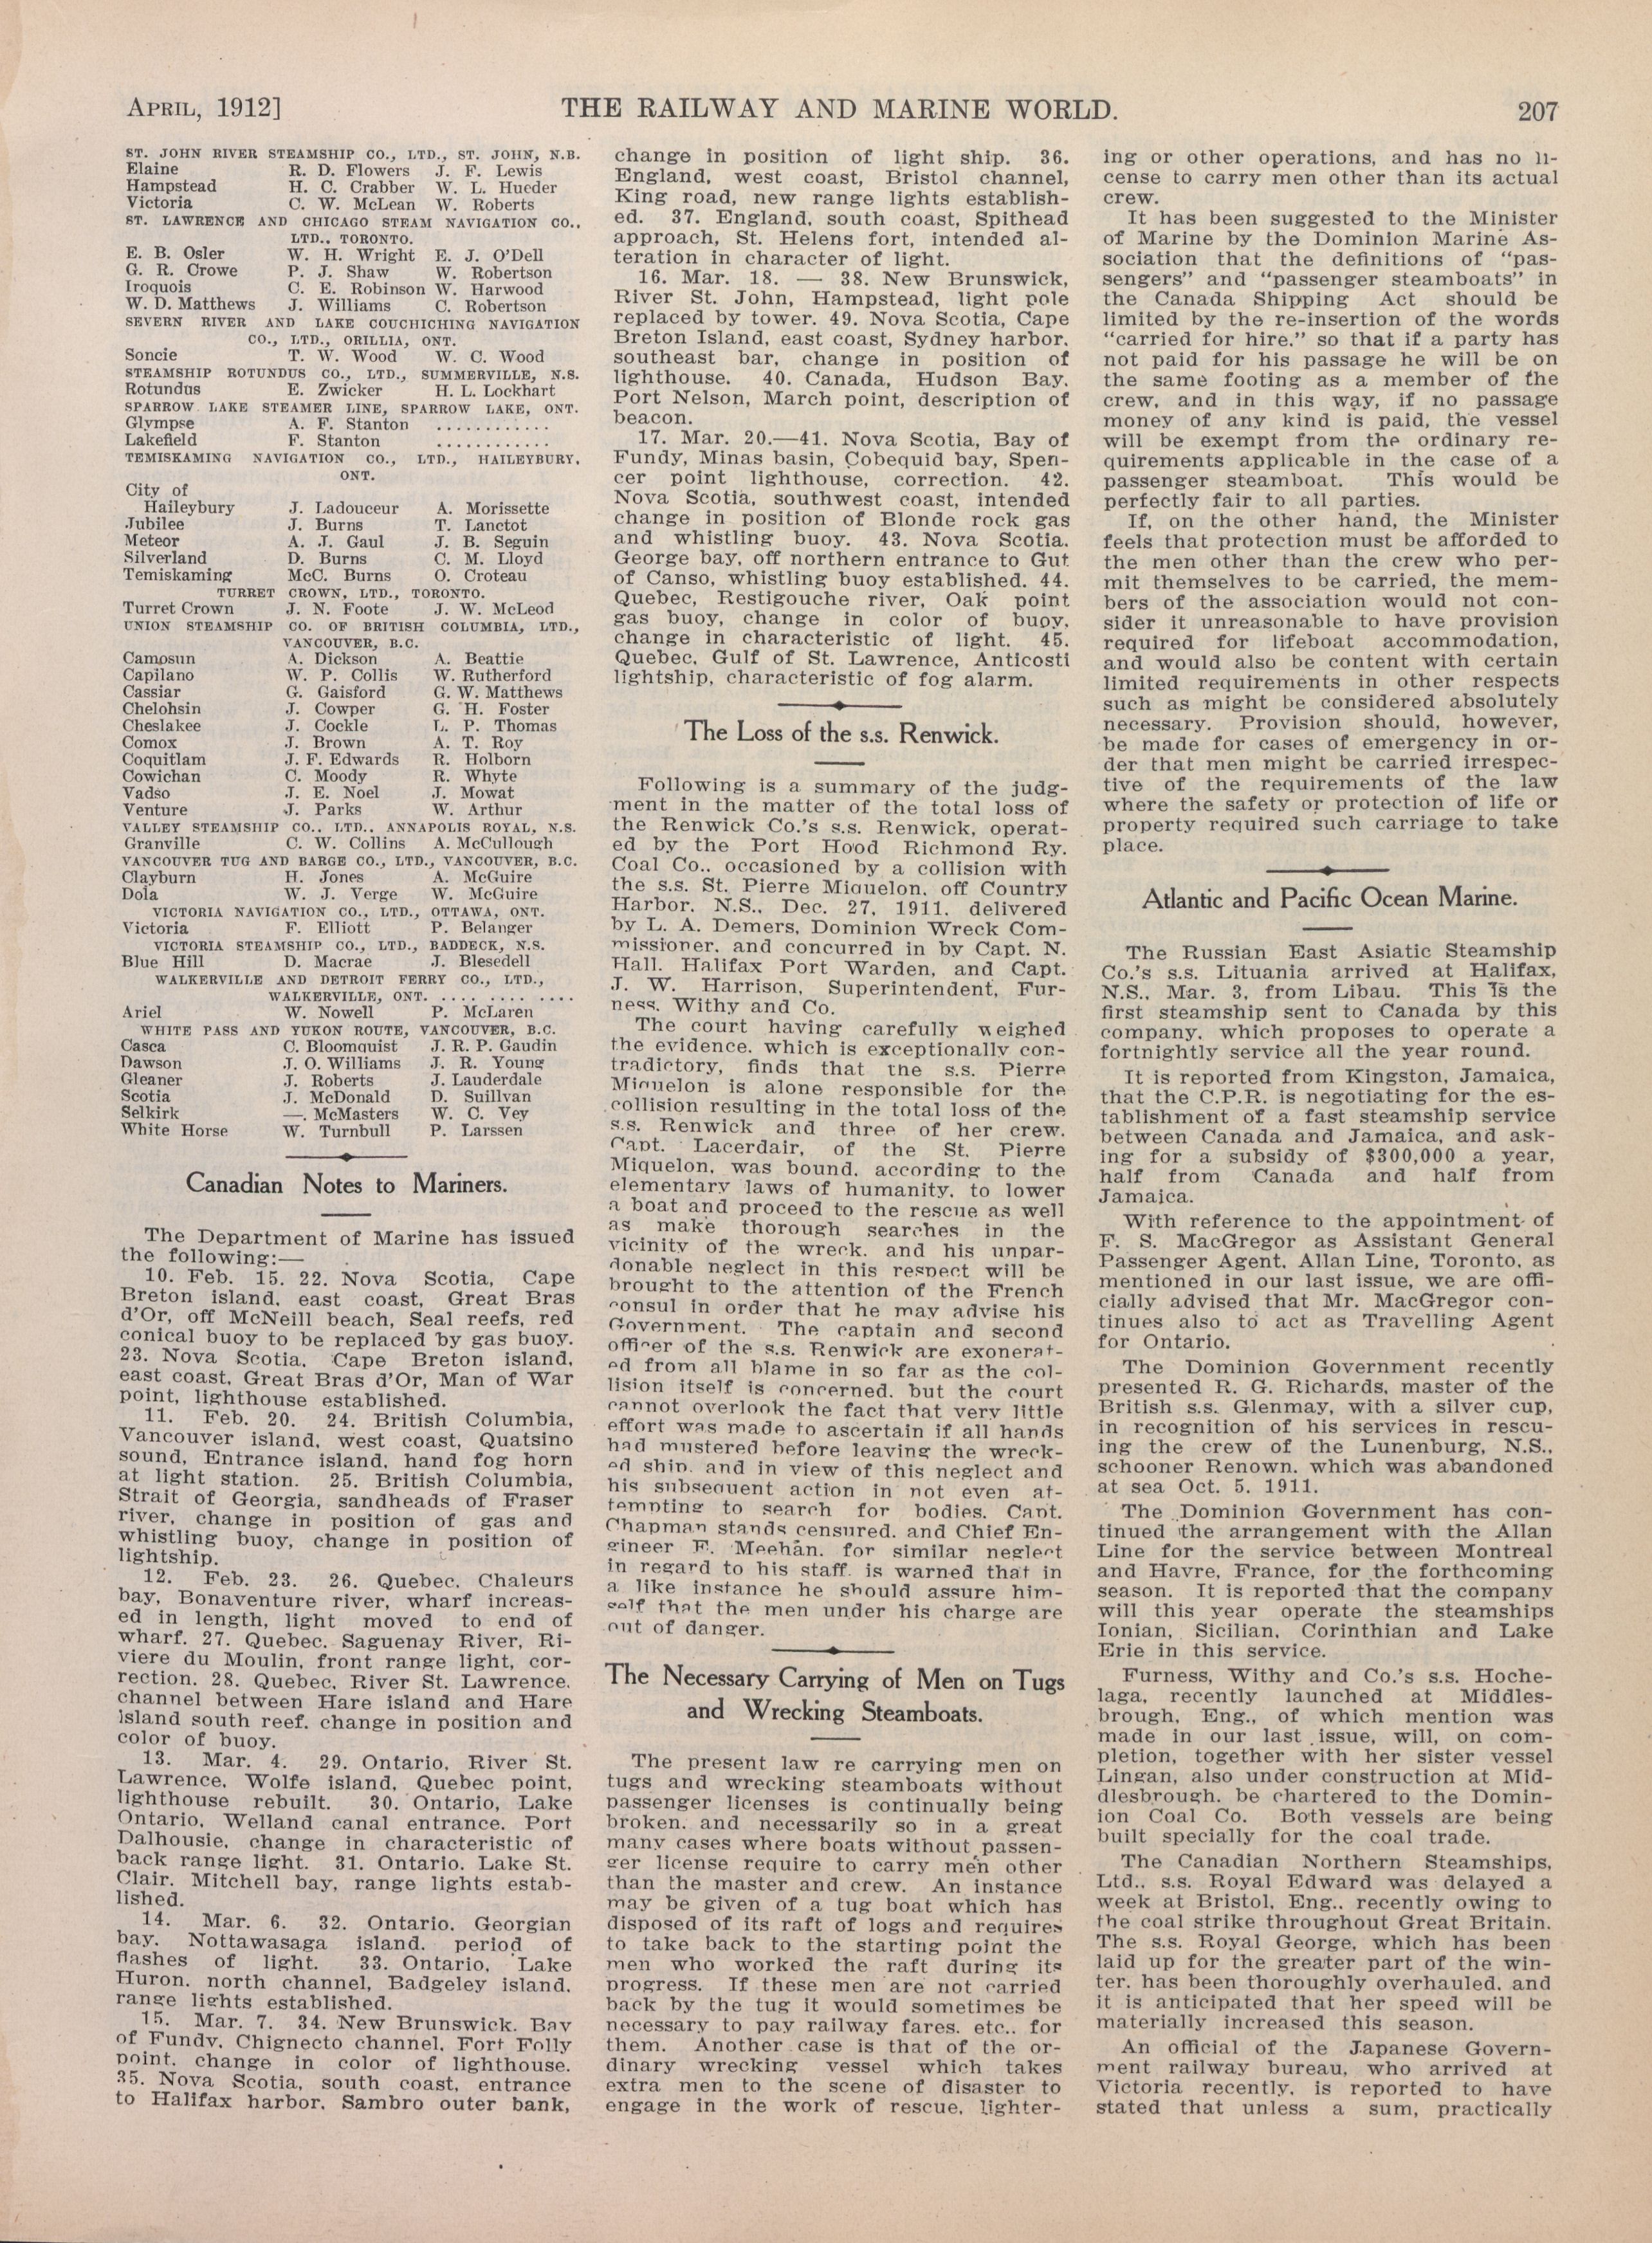 APRIL, 1912]
THE RAILWAY AND MARINE WORLD.
207
ST. JOHN RIVER STEAMSHIP CO., LTD., ST. JOHN, N.B.
Elaine R. D. Flowers J. F. Lewis
Hampstead H. C. Crabber W. L. Hueder
Victoria C. W. McLean W. Roberts
ST. LAWRENCE AND CHICAGO STEAM NAVIGATION CO.,
LTD., TORONTO.
E. B. Osler W. H. Wright E. J. O'Dell
G. R. Crowe P. J. Shaw W. Robertson
Iroquois C. E. Robinson W. Harwood
W. D. Matthews J. Williams C. Robertson
SEVERN RIVER AND LAKE COUCHICHING NAVIGATION
CO., LTD., ORILLIA, ONT.
Soncie T. W. Wood W. C. Wood
STEAMSHIP ROTUNDUS CO., LTD., SUMMERVILLE, N.S.
Rotundus E. Zwicker H. L. Lockhart
SPARROW LAKE STEAMER LINE, SPARROW LAKE, ONT.
Glympse A. F. Stanton ............
Lakefield F. Stanton ............
TEMISKAMING NAVIGATION CO., LTD., HAILEYBURY,
ONT.
City of
Haileybury J. Ladouceur A. Morissette
Jubilee J. Burns T. Lanctot
Meteor A. J. Gaul J. B. Seguin
Silverland D. Burns C. M. Lloyd
Temiskaming McC. Burns O. Croteau
TURRET CROWN, LTD., TORONTO.
Turret Crown J. N. Foote J. W. McLeod
UNION STEAMSHIP CO. OF BRITISH COLUMBIA, LTD.,
VANCOUVER, B.C.
Camosun A. Dickson A. Beattie
Capilano W. P. Collis W. Rutherford
Cassiar G. Gaisford G. W. Matthews
Chelohsin J. Cowper G. H. Foster
Cheslakee J. Cockle L. P. Thomas
Comox J. Brown A. T. Roy
Coquitlam J. F. Edwards R. Holborn
Cowichan C. Moody R. Whyte
Vadso J. E. Noel J. Mowat
Venture J. Parks W. Arthur
VALLEY STEAMSHIP CO., LTD., ANNAPOLIS ROYAL, N.S.
Granville C. W. Collins A. McCullough
VANCOUVER TUG AND BARGE CO., LTD., VANCOUVER, B.C.
Clayburn H. Jones A. McGuire
Dola W. J. Verge W. McGuire
VICTORIA NAVIGATION CO., LTD., OTTAWA, ONT.
Victoria F. Elliott P. Belanger
VICTORIA STEAMSHIP CO., LTD., BADDECK, N.S.
Blue Hill D. Macrae J. Blesedell
WALKERVILLE AND DETROIT FERRY CO., LTD.,
WALKERVILLE, ONT. .... .... ....
Ariel W. Nowell P. McLaren
WHITE PASS AND YUKON ROUTE, VANCOUVER, B.C.
Casca C. Bloomquist J. R. P. Gaudin
Dawson J. O. Williams J. R. Young
Gleaner J. Roberts J. Lauderdale
Scotia J. McDonald D. Suillvan
Selkirk —. McMasters W. C. Vey
White Horse W. Turnbull P. Larssen
Canadian Notes to Mariners.
The Department of Marine has issued
the following:—
10. Feb. 15. 22. Nova Scotia, Cape
Breton island, east coast, Great Bras
d'Or, off McNeill beach, Seal reefs, red
conical buoy to be replaced by gas buoy.
23. Nova Scotia, Cape Breton island,
east coast, Great Bras d'Or, Man of War
point, lighthouse established.
11. Feb. 20. 24. British Columbia,
Vancouver island, west coast, Quatsino
sound, Entrance island, hand fog horn
at light station. 25. British Columbia,
Strait of Georgia, sandheads of Fraser
river, change in position of gas and
whistling buoy, change in position of
lightship.
12. Feb. 23. 26. Quebec, Chaleurs
bay, Bonaventure river, wharf increas-
ed in length, light moved to end of
wharf. 27. Quebec, Saguenay River, Ri-
viere du Moulin, front range light, cor-
rection. 28. Quebec, River St. Lawrence,
channel between Hare island and Hare
Island south reef, change in position and
color of buoy.
13. Mar. 4. 29. Ontario, River St.
Lawrence, Wolfe island, Quebec point,
lighthouse rebuilt. 30. Ontario, Lake
Ontario, Welland canal entrance, Port
Dalhousie, change in characteristic of
back range light. 31. Ontario, Lake St.
Clair, Mitchell bay, range lights estab-
lished.
14. Mar. 6. 32. Ontario, Georgian
bay, Nottawasaga island, period of
flashes of light. 33. Ontario, Lake
Huron, north channel, Badgeley island,
range lights established.
15. Mar. 7. 34. New Brunswick, Bay
of Fundy, Chignecto channel, Fort Folly
point, change in color of lighthouse.
35. Nova Scotia, south coast, entrance
to Halifax harbor, Sambro outer bank,
change in position of light ship. 36.
England, west coast, Bristol channel,
King road, new range lights establish-
ed. 37. England, south coast, Spithead
approach, St. Helens fort, intended al-
teration in character of light.
16. Mar. 18. — 38. New Brunswick,
River St. John, Hampstead, light pole
replaced by tower. 49. Nova Scotia, Cape
Breton Island, east coast, Sydney harbor,
southeast bar, change in position of
lighthouse. 40. Canada, Hudson Bay,
Port Nelson, March point, description of
beacon.
17. Mar. 20.—41. Nova Scotia, Bay of
Fundy, Minas basin, Cobequid bay, Spen-
cer point lighthouse, correction. 42.
Nova Scotia, southwest coast, intended
change in position of Blonde rock gas
and whistling buoy. 43. Nova Scotia,
George bay, off northern entrance to Gut
of Canso, whistling buoy established. 44.
Quebec, Restigouche river, Oak point
gas buoy, change in color of buoy,
change in characteristic of light. 45.
Quebec, Gulf of St. Lawrence, Anticosti
lightship, characteristic of fog alarm.
The Loss of the s.s. Renwick.
Following is a summary of the judg-
ment in the matter of the total loss of
the Renwick Co.'s s.s. Renwick, operat-
ed by the Port Hood Richmond Ry.
Coal Co., occasioned by a collision with
the s.s. St. Pierre Miquelon, off Country
Harbor, N.S., Dec. 27, 1911, delivered
by L. A. Demers, Dominion Wreck Com-
missioner, and concurred in by Capt. N.
Hall, Halifax Port Warden, and Capt.
J. W. Harrison, Superintendent, Fur-
ness, Withy and Co.
The court having carefully weighed
the evidence, which is exceptionally con-
tradictory, finds that the s.s. Pierre
Miquelon is alone responsible for the
collision resulting in the total loss of the
s.s. Renwick and three of her crew.
Capt. Lacerdair, of the St. Pierre
Miquelon, was bound, according to the
elementary laws of humanity, to lower
a boat and proceed to the rescue as well
as make thorough searches in the
vicinity of the wreck, and his unpar-
donable neglect in this respect will be
brought to the attention of the French
consul in order that he may advise his
Government. The captain and second
officer of the s.s. Renwick are exonerat-
ed from all blame in so far as the col-
lision itself is concerned, but the court
cannot overlook the fact that very little
effort was made to ascertain if all hands
had mustered before leaving the wreck-
ed ship, and in view of this neglect and
his subsequent action in not even at-
tempting to search for bodies, Capt.
Chapman stands censured, and Chief En-
gineer F. Meehan, for similar neglect
in regard to his staff, is warned that in
a like instance he should assure him-
self that the men under his charge are
out of danger.
The Necessary Carrying of Men on Tugs
and Wrecking Steamboats.
The present law re carrying men on
tugs and wrecking steamboats without
passenger licenses is continually being
broken, and necessarily so in a great
many cases where boats without passen-
ger license require to carry men other
than the master and crew. An instance
may be given of a tug boat which has
disposed of its raft of logs and requires
to take back to the starting point the
men who worked the raft during its
progress. If these men are not carried
back by the tug it would sometimes be
necessary to pay railway fares, etc., for
them. Another case is that of the or-
dinary wrecking vessel which takes
extra men to the scene of disaster to
engage in the work of rescue, lighter-
ing or other operations, and has no li-
cense to carry men other than its actual
crew.
It has been suggested to the Minister
of Marine by the Dominion Marine As-
sociation that the definitions of "pas-
sengers" and "passenger steamboats" in
the Canada Shipping Act should be
limited by the re-insertion of the words
"carried for hire," so that if a party has
not paid for his passage he will be on
the same footing as a member of the
crew, and in this way, if no passage
money of any kind is paid, the vessel
will be exempt from the ordinary re-
quirements applicable in the case of a
passenger steamboat. This would be
perfectly fair to all parties.
If, on the other hand, the Minister
feels that protection must be afforded to
the men other than the crew who per-
mit themselves to be carried, the mem-
bers of the association would not con-
sider it unreasonable to have provision
required for lifeboat accommodation,
and would also be content with certain
limited requirements in other respects
such as might be considered absolutely
necessary. Provision should, however,
be made for cases of emergency in or-
der that men might be carried irrespec-
tive of the requirements of the law
where the safety or protection of life or
property required such carriage to take
place.
Atlantic and Pacific Ocean Marine.
The Russian East Asiatic Steamship
Co.'s s.s. Lituania arrived at Halifax,
N.S., Mar. 3, from Libau. This is the
first steamship sent to Canada by this
company, which proposes to operate a
fortnightly service all the year round.
It is reported from Kingston, Jamaica,
that the C.P.R. is negotiating for the es-
tablishment of a fast steamship service
between Canada and Jamaica, and ask-
ing for a subsidy of $300,000 a year,
half from Canada and half from
Jamaica.
With reference to the appointment of
F. S. MacGregor as Assistant General
Passenger Agent, Allan Line, Toronto, as
mentioned in our last issue, we are offi-
cially advised that Mr. MacGregor con-
tinues also to act as Travelling Agent
for Ontario.
The Dominion Government recently
presented R. G. Richards, master of the
British s.s. Glenmay, with a silver cup,
in recognition of his services in rescu-
ing the crew of the Lunenburg, N.S.,
schooner Renown, which was abandoned
at sea Oct. 5, 1911.
The Dominion Government has con-
tinued the arrangement with the Allan
Line for the service between Montreal
and Havre, France, for the forthcoming
season. It is reported that the company
will this year operate the steamships
Ionian, Sicilian, Corinthian and Lake
Erie in this service.
Furness, Withy and Co.'s s.s. Hoche-
laga, recently launched at Middles-
brough, Eng., of which mention was
made in our last issue, will, on com-
pletion, together with her sister vessel
Lingan, also under construction at Mid-
dlesbrough, be chartered to the Domin-
ion Coal Co. Both vessels are being
built specially for the coal trade.
The Canadian Northern Steamships,
Ltd., s.s. Royal Edward was delayed a
week at Bristol, Eng., recently owing to
the coal strike throughout Great Britain.
The s.s. Royal George, which has been
laid up for the greater part of the win-
ter, has been thoroughly overhauled, and
it is anticipated that her speed will be
materially increased this season.
An official of the Japanese Govern-
ment railway bureau, who arrived at
Victoria recently, is reported to have
stated that unless a sum, practically